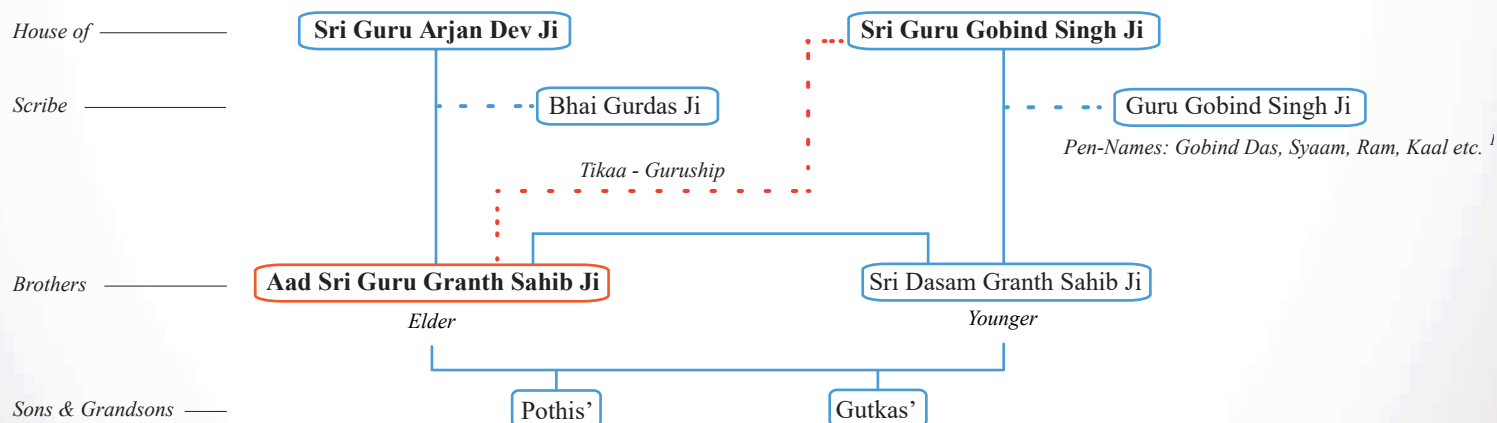 House of
Sri Guru Arjan Dev Ji
Sri Guru Gobind Singh Ji
Scribe
Bhai Gurdas Ji
Guru Gobind Singh Ji
Pen-Names: Gobind Das, Syaam, Ram, Kaal etc. 1
Tikaa - Guruship
Brothers
Aad Sri Guru Granth Sahib Ji
Sri Dasam Granth Sahib Ji
Elder
Younger
Sons & Grandsons
Pothis’
Gutkas’